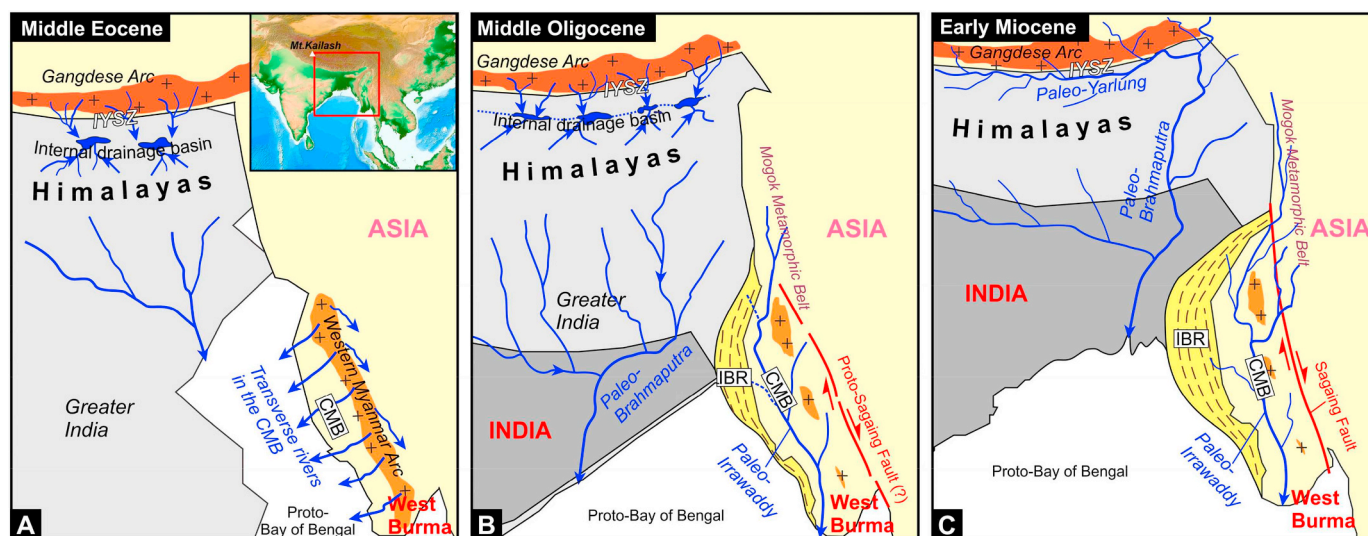 Middle Eocene
Mt.Kailash
Gangdese Arc
IYSZ
Internal drainage basin
Himalayas
ASIA
Greater
India
Western Myanmar Arc
CMB
Transverse rivers
in the CMB
Proto-
Bay of Bengal
West
Burma
A
Middle Oligocene
Gangdese Arc
IYSZ
Internal drainage basin
Himalayas
Mogok Metamorphic Belt
ASIA
Greater
India
INDIA
Paleo-
Brahmaputra
IBR
CMB
Proto-Sagaing Fault (?)
Paleo-
Irrawaddy
Proto-Bay of Bengal
West
Burma
B
Early Miocene
Gangdese Arc
IYSZ
Paleo-Yarlung
Himalayas
Mogok Metamorphic Belt
Paleo-
Brahmaputra
ASIA
INDIA
IBR
CMB
Sagaing Fault
Paleo-
Irrawaddy
Proto-Bay of Bengal
West
Burma
C